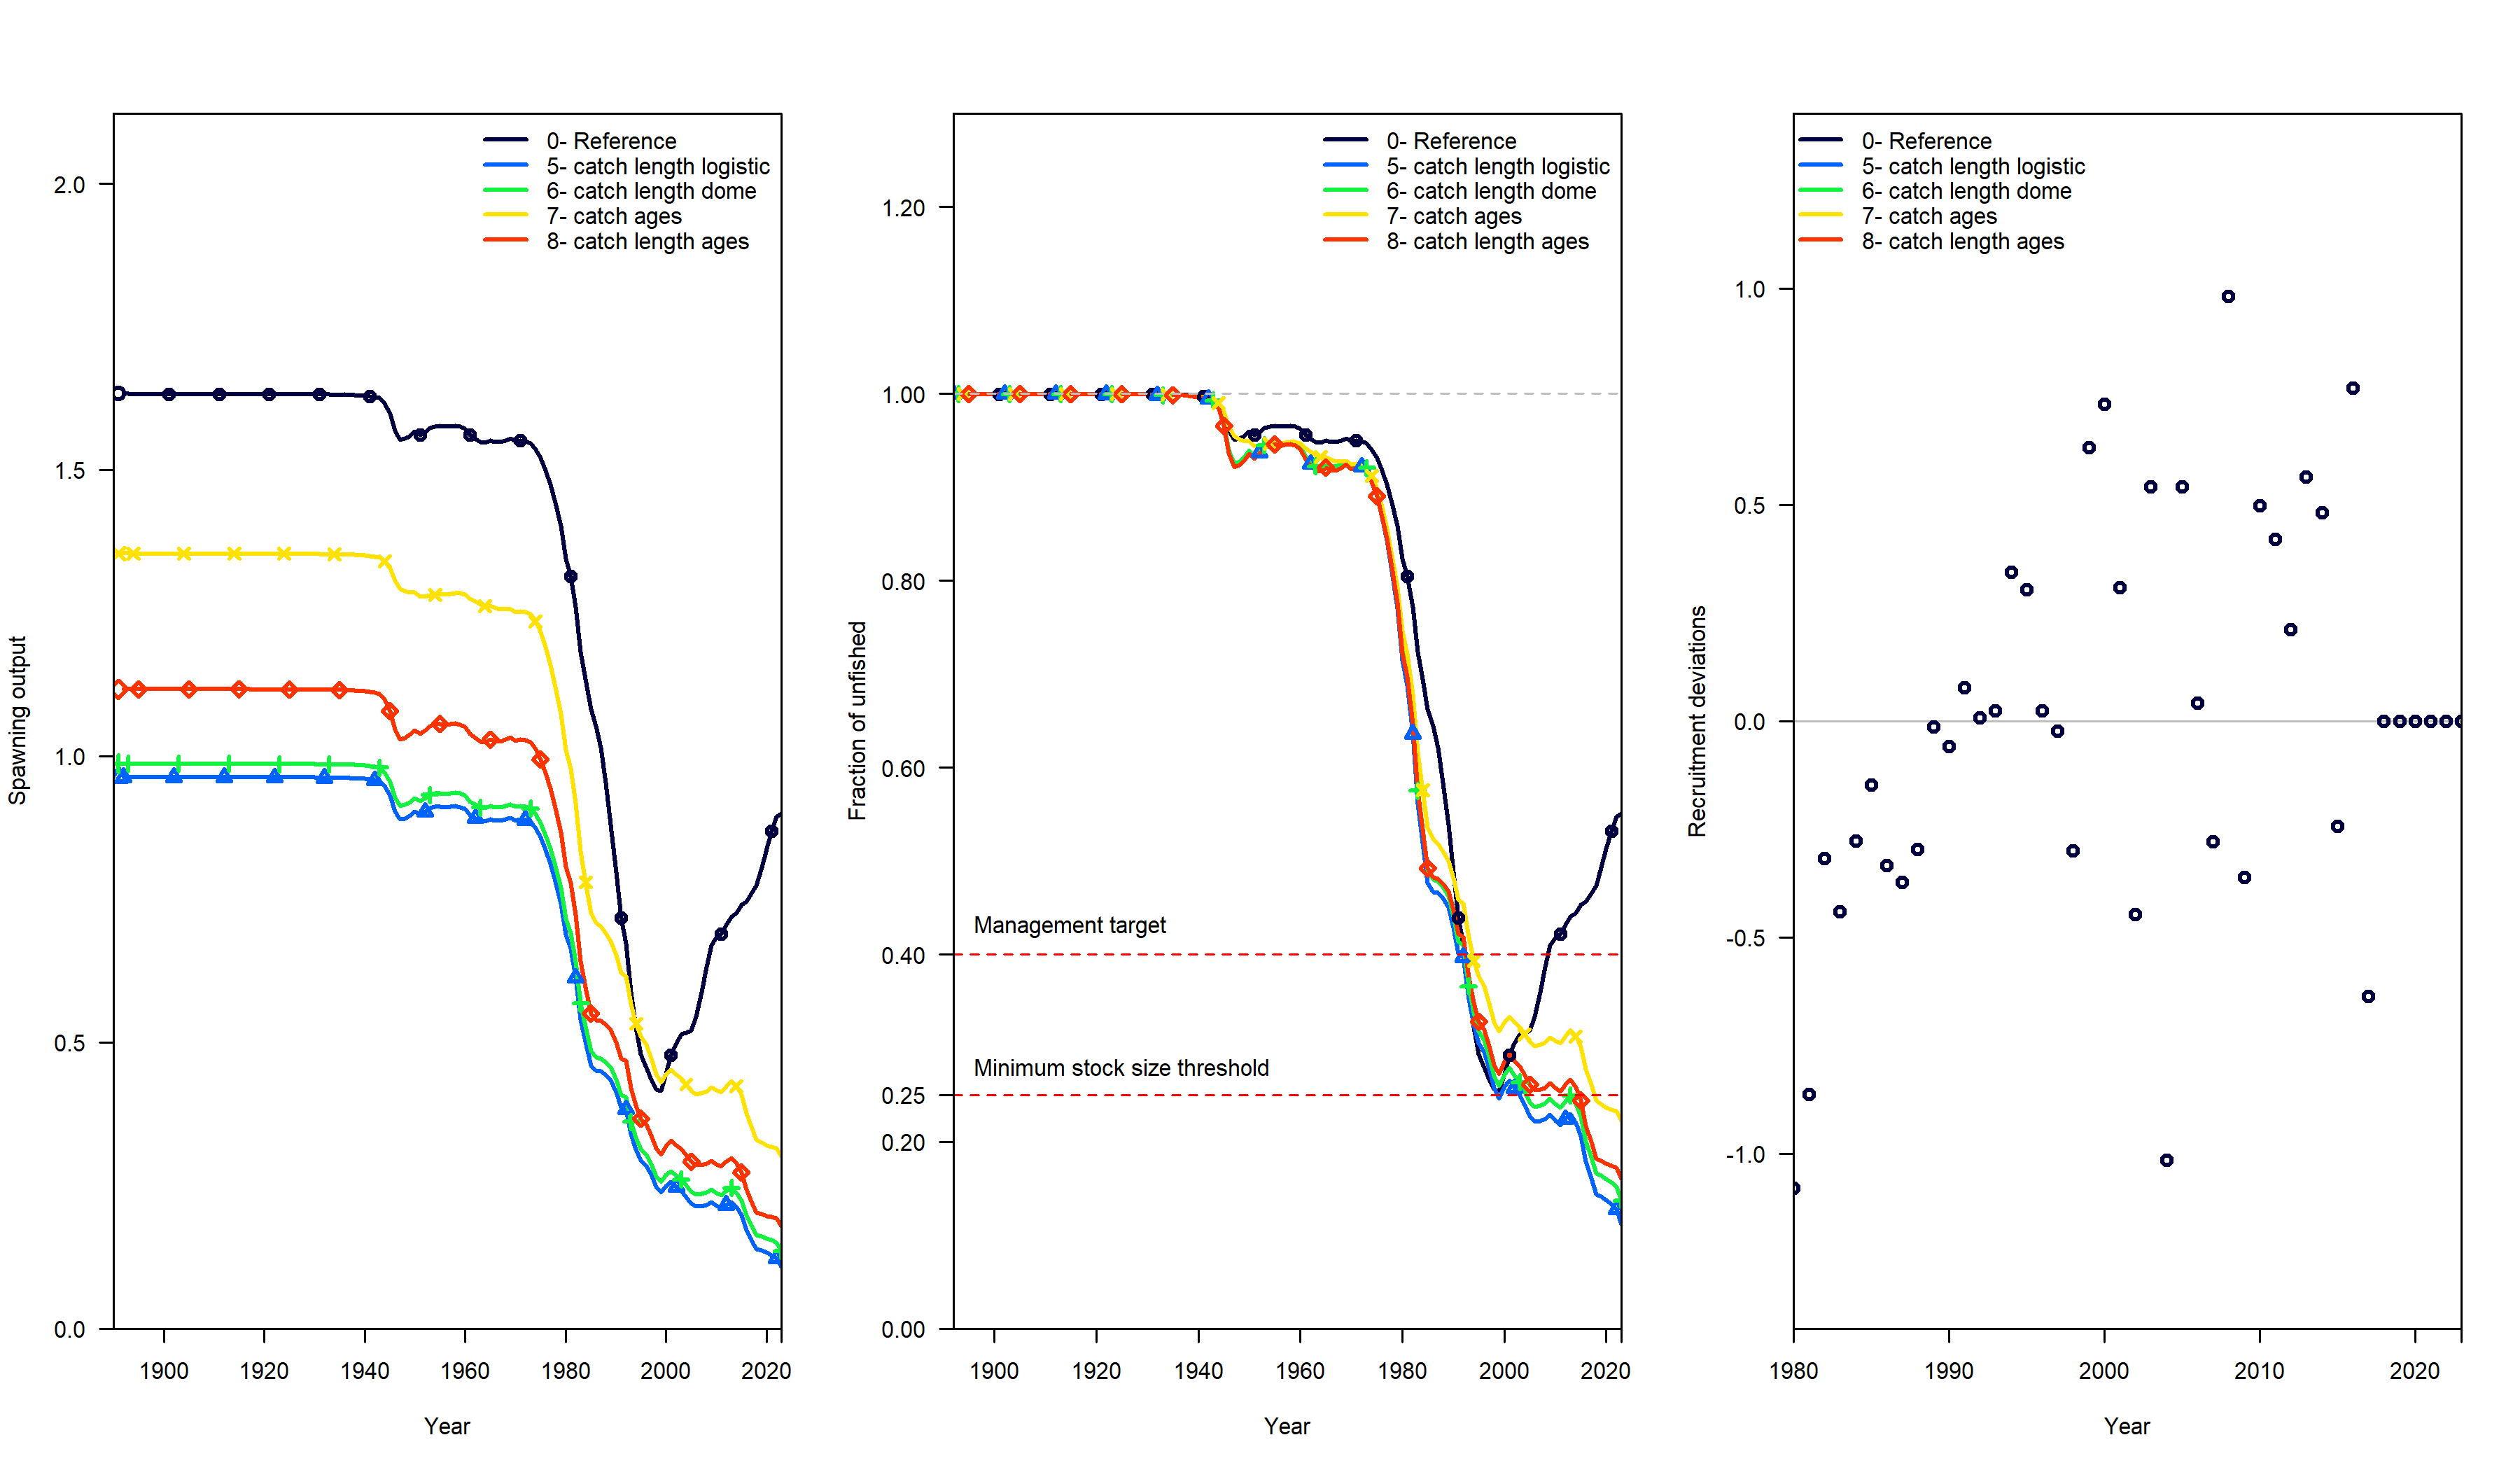 Spawning output
2.0
1.5
1.0
0.5
0.0
0- Reference
5- catch length logistic
6- catch length dome
7- catch ages
8- catch length ages
1900 1920 1940 1960 1980 2000 2020
Year
Fraction of unfished
1.20
1.00
0.80
0.60
0.40
0.25
0.20
0.00
0- Reference
5- catch length logistic
6- catch length dome
7- catch ages
8- catch length ages
Management target
Minimum stock size threshold
1900 1920 1940 1960 1980 2000 2020
Year
Recruitment deviations
1.0
0.5
0.0
-0.5
-1.0
0- Reference
5- catch length logistic
6- catch length dome
7- catch ages
8- catch length ages
1980 1990 2000 2010 2020
Year